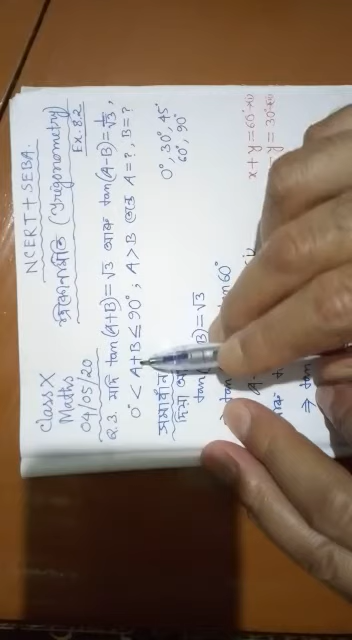 NCERT + SEBA.
Class X
Maths
04/05/20
ত্ৰিকোণমিতি (Trigonometry)
Ex. 8.2
Q.3. যদি tan(A+B)=√3 আৰু tan(A-B)=1/√3,
0° < A+B ≤ 90° ; A > B তেন্তে A=?, B=?
0°, 30°, 45°
60°, 90°
দিয়া
B) = √3
60°
⇒ tan
x + y = 60°
y = 30°